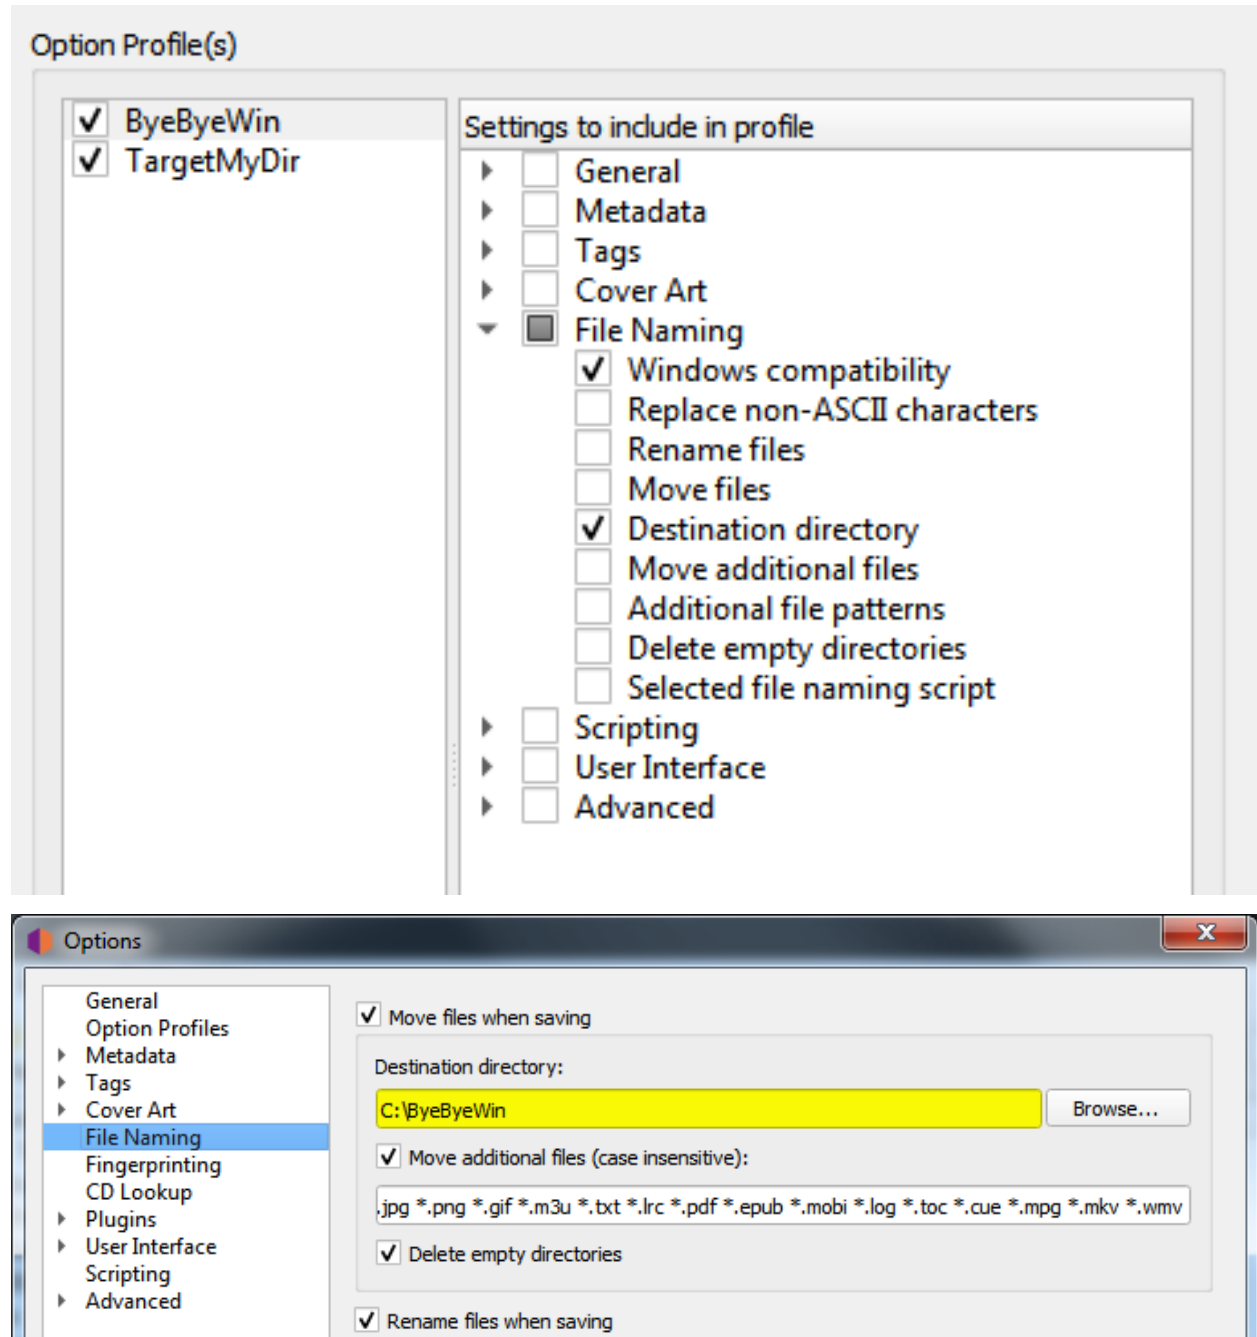 Option Profile(s)
ByeByeWin
TargetMyDir
Settings to include in profile
General
Metadata
Tags
Cover Art
File Naming
Windows compatibility
Replace non-ASCII characters
Rename files
Move files
Destination directory
Move additional files
Additional file patterns
Delete empty directories
Selected file naming script
Scripting
User Interface
Advanced
Options
x
General
Option Profiles
Metadata
Tags
Cover Art
File Naming
Fingerprinting
CD Lookup
Plugins
User Interface
Scripting
Advanced
Move files when saving
Destination directory:
C:\ByeByeWin
Browse...
Move additional files (case insensitive):
.jpg *.png *.gif *.m3u *.txt *.lrc *.pdf *.epub *.mobi *.log *.toc *.cue *.mpg *.mkv *.wmv
Delete empty directories
Rename files when saving